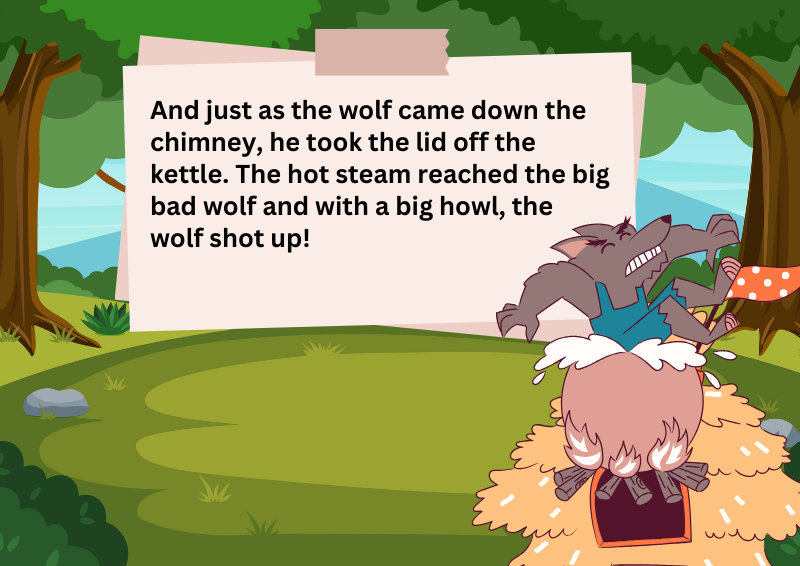 And just as the wolf came down the
chimney, he took the lid off the
kettle. The hot steam reached the big
bad wolf and with a big howl, the
wolf shot up!